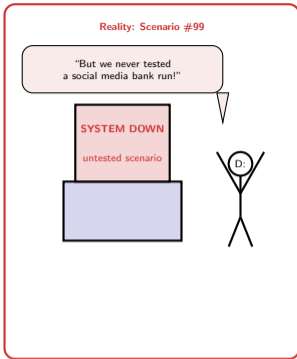 Reality: Scenario #99
“But we never tested
a social media bank run!”
SYSTEM DOWN
untested scenario
D: